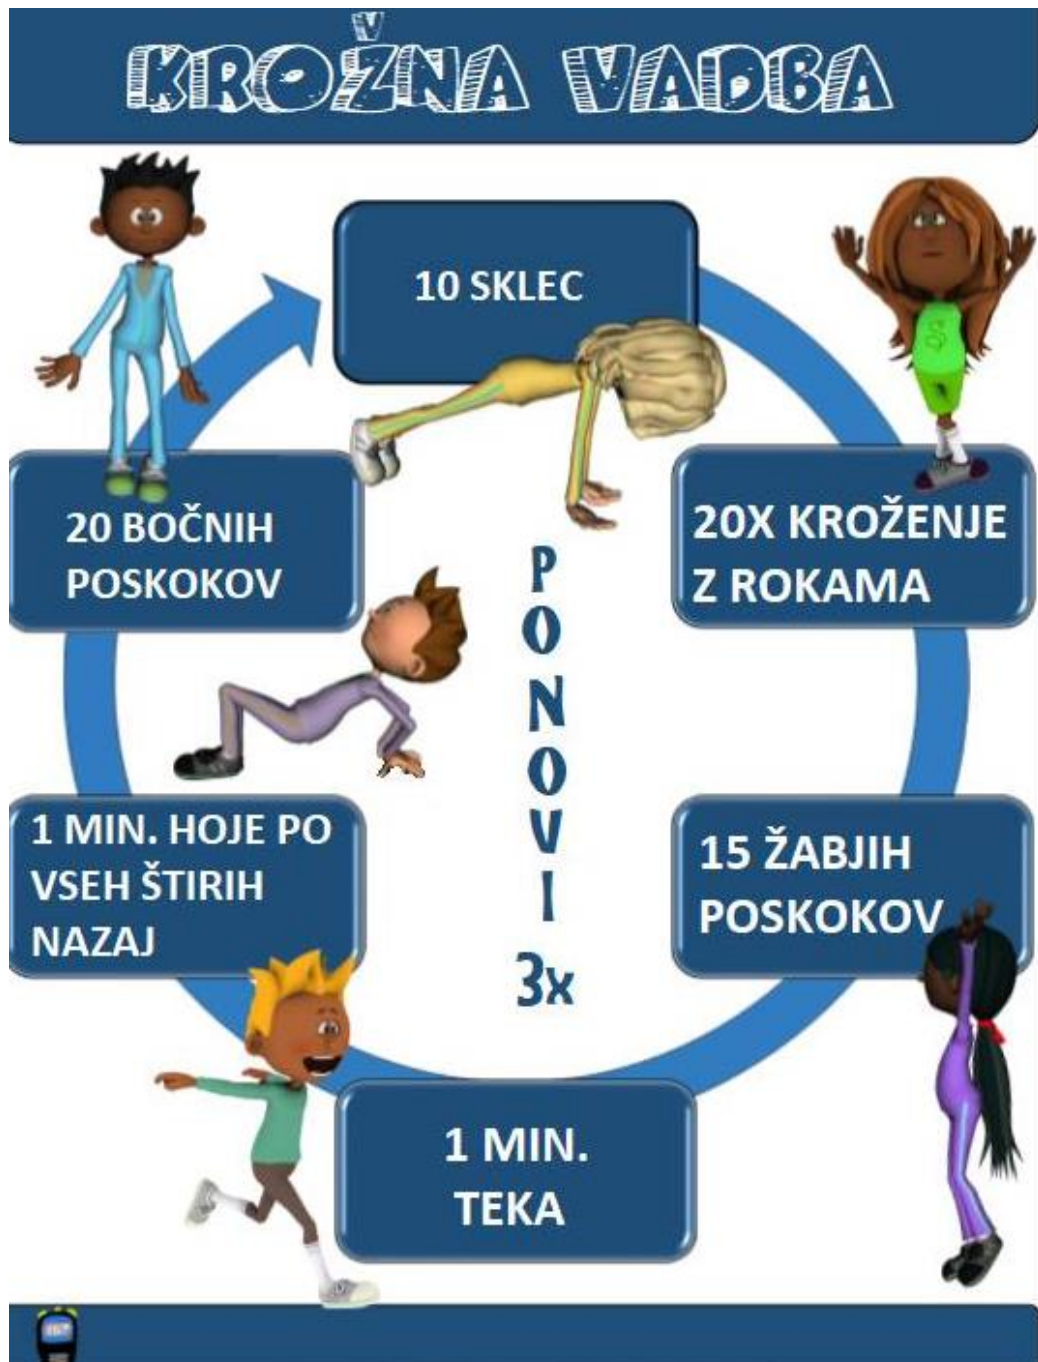 KROŽNA VADBA
10 SKLEC
20X KROŽENJE
Z ROKAMA
15 ŽABJIH
POSKOKOV
1 MIN.
TEKA
1 MIN. HOJE PO
VSEH ŠTIRIH
NAZAJ
20 BOČNIH
POSKOKOV
PONOVI
3x